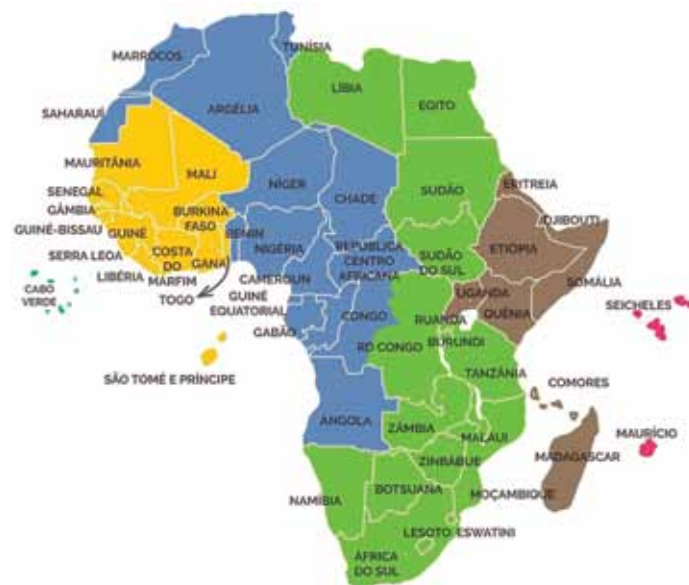 MARROCOS
TUNÍSIA
ARGÉLIA
LÍBIA
EGITO
SAHARAUÍ
MAURITÂNIA
MALI
NÍGER
CHADE
SUDÃO
ERITREIA
DJIBOUTI
SENEGAL
GÂMBIA
GUINÉ-BISSAU
GUINÉ
BURKINA
FASO
BENIN
NIGÉRIA
SERRA LEOA
LIBÉRIA
COSTA
DO
MARFIM
GANA
TOGO
CAMEROUN
REPÚBLICA
CENTRO
AFRICANA
SUDÃO
DO SUL
ETIOPIA
SOMÁLIA
CABO
VERDE
GUINÉ
EQUATORIAL
GABÃO
CONGO
UGANDA
QUÊNIA
RUANDA
BURUNDI
RD CONGO
SEICHELES
SÃO TOMÉ E PRÍNCIPE
TANZÂNIA
COMORES
ANGOLA
ZÂMBIA
MALAUI
MAURÍCIO
MADAGASCAR
ZINBÁBUE
MOÇAMBIQUE
NAMÍBIA
BOTSUANA
LESOTO
ESWATINI
ÁFRICA
DO SUL